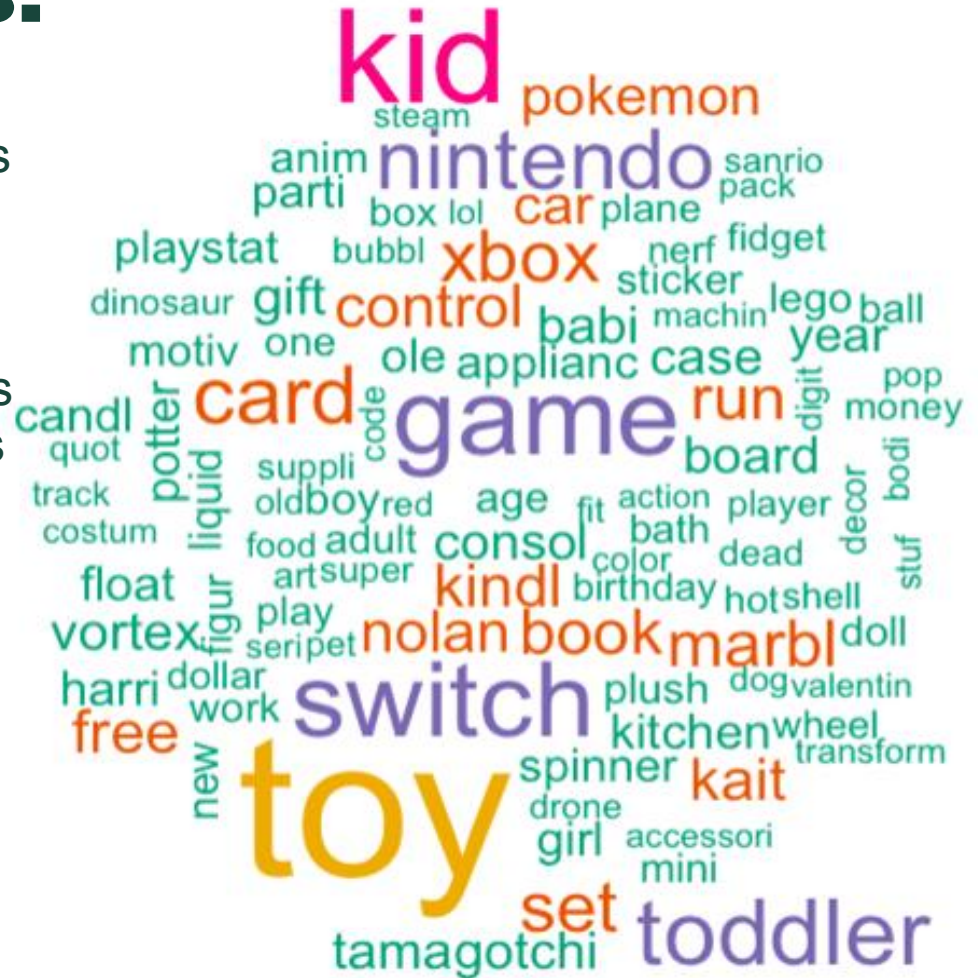 s.
kid
pokemon
steam
anim nintendo sanrio
parti pack
box lol car plane
s
playstat bubbl xbox nerf fidget
sticker
dinosaur gift control babi machin lego ball
motiv one ole applianc case year
s
candl potter card code game run digit pop
money
s
quot liquid suppli board bodi
track old boy red age fit action player decor
costum food adult consol color bath dead stuf
float figur art super kindl birthday hot shell
vortex play
seri pet nolan book marbl doll
harri dollar switch plush dog valentin
free work kitchen wheel
new toy spinner kait transform
drone
girl accessori
mini
set toddler
tamagotchi